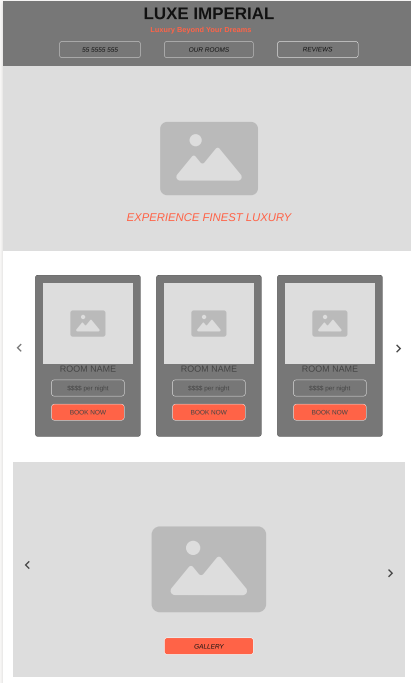 LUXE IMPERIAL
Luxury Beyond Your Dreams
55 5555 555 OUR ROOMS REVIEWS
EXPERIENCE FINEST LUXURY
ROOM NAME ROOM NAME ROOM NAME
$$$$ per night $$$$ per night $$$$ per night
BOOK NOW BOOK NOW BOOK NOW
GALLERY